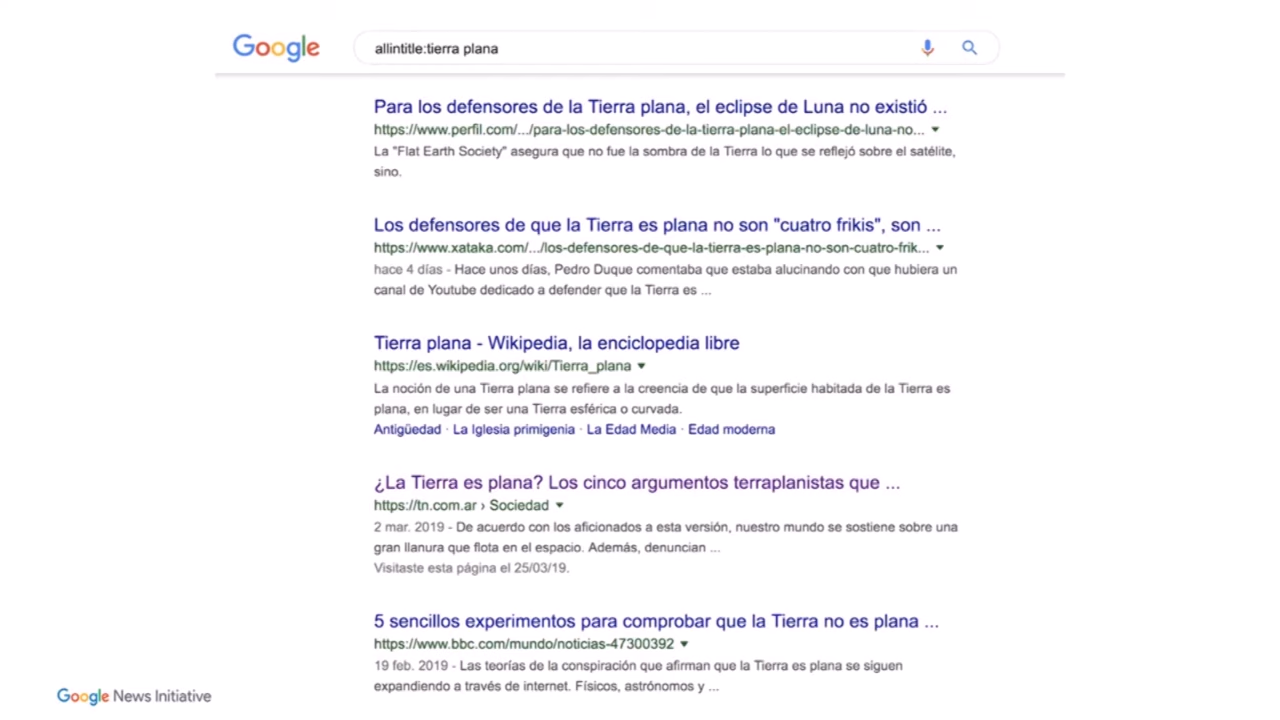 Google
allintitle:tierra plana
Para los defensores de la Tierra plana, el eclipse de Luna no existió ...
https://www.perfil.com/.../para-los-defensores-de-la-tierra-plana-el-eclipse-de-luna-no...
La "Flat Earth Society" asegura que no fue la sombra de la Tierra lo que se reflejó sobre el satélite,
sino.
Los defensores de que la Tierra es plana no son "cuatro frikis", son ...
https://www.xataka.com/.../los-defensores-de-que-la-tierra-es-plana-no-son-cuatro-frik...
hace 4 días - Hace unos días, Pedro Duque comentaba que estaba alucinando con que hubiera un
canal de Youtube dedicado a defender que la Tierra es ...
Tierra plana - Wikipedia, la enciclopedia libre
https://es.wikipedia.org/wiki/Tierra_plana
La noción de una Tierra plana se refiere a la creencia de que la superficie habitada de la Tierra es
plana, en lugar de ser una Tierra esférica o curvada.
Antigüedad · La Iglesia primigenia · La Edad Media · Edad moderna
¿La Tierra es plana? Los cinco argumentos terraplanistas que ...
https://tn.com.ar › Sociedad
2 mar. 2019 - De acuerdo con los aficionados a esta versión, nuestro mundo se sostiene sobre una
gran llanura que flota en el espacio. Además, denuncian ...
Visitaste esta página el 25/03/19.
5 sencillos experimentos para comprobar que la Tierra no es plana ...
https://www.bbc.com/mundo/noticias-47300392
19 feb. 2019 - Las teorías de la conspiración que afirman que la Tierra es plana se siguen
expandiendo a través de internet. Físicos, astrónomos y ...
Google News Initiative